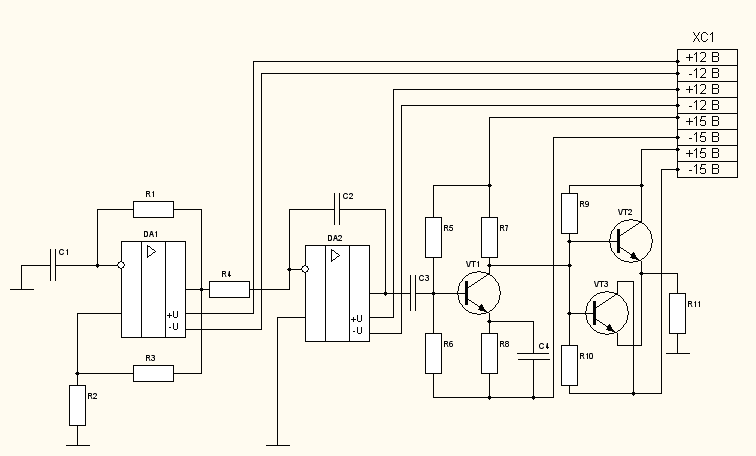 XC1
+12 В
-12 В
+12 В
-12 В
+15 В
-15 В
+15 В
-15 В
R1
C2
R9
VT2
DA1
DA2
R5
R7
C1
R4
C3
VT1
VT3
+U
-U
+U
-U
R11
R3
R6
R8
C4
R10
R2